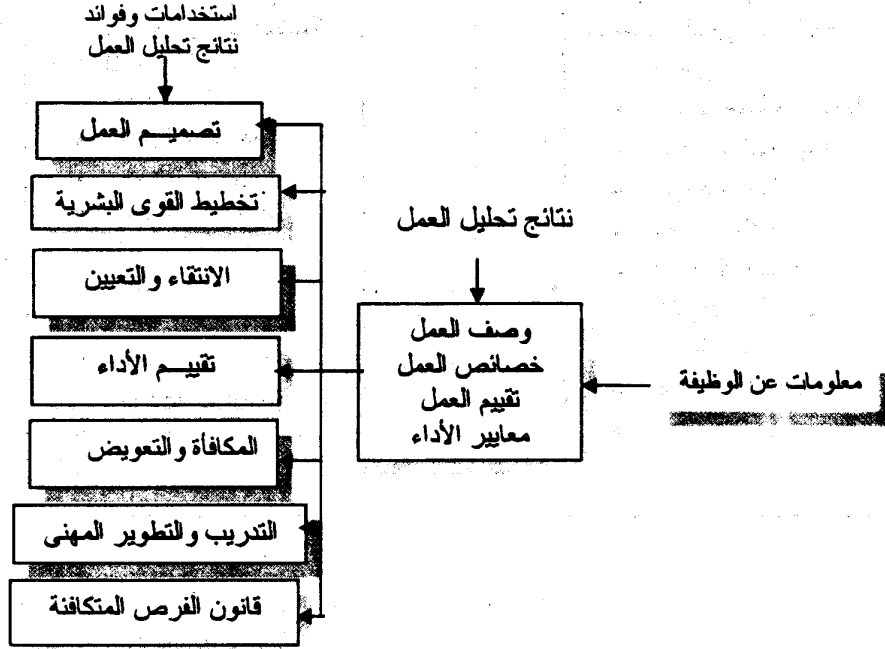 استخدامات وفوائد
نتائج تحليل العمل
تصميم العمل
تخطيط القوى البشرية
الانتقاء والتعيين
تقييم الأداء
المكافأة والتعويض
التدريب والتطوير المهنى
قانون الفرص المتكافئة
نتائج تحليل العمل
وصف العمل
خصائص العمل
تقييم العمل
معايير الأداء
معلومات عن الوظيفة